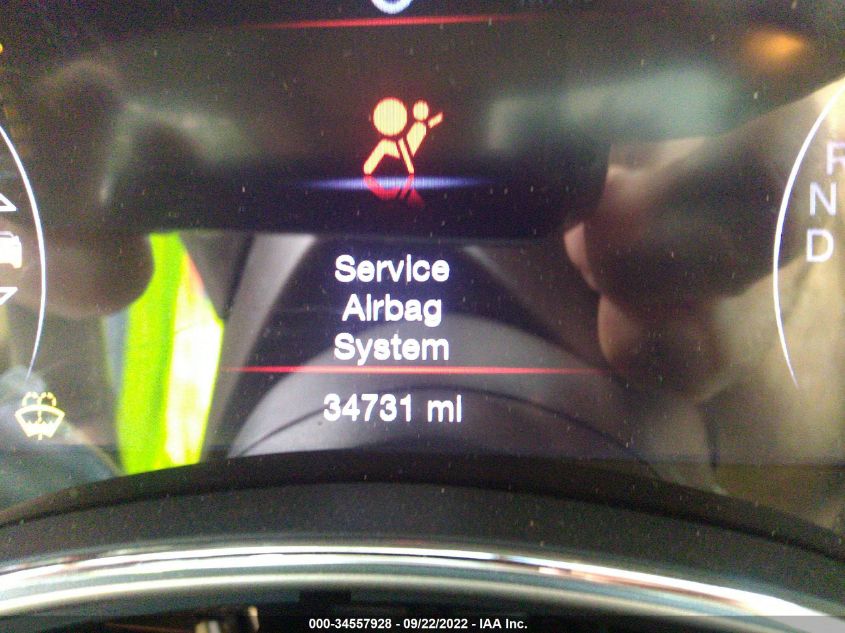 R
N
D
Service
Airbag
System
34731 mi
000-34557928 - 09/22/2022 - IAA Inc.